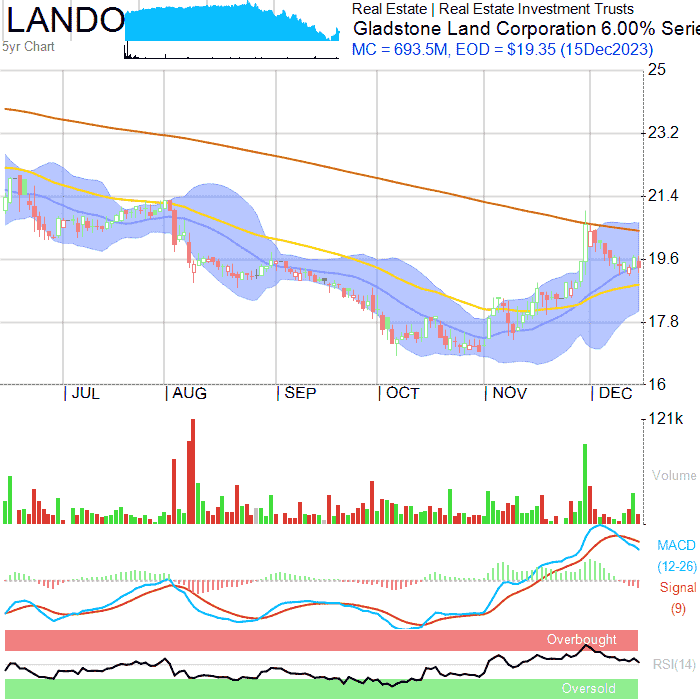 LANDO
5yr Chart
Real Estate | Real Estate Investment Trusts
Gladstone Land Corporation 6.00% Serie
MC = 693.5M, EOD = $19.35 (15Dec2023)
25
23.2
21.4
19.6
17.8
16
JUL
AUG
SEP
OCT
NOV
DEC
121k
Volume
MACD
(12-26)
Signal
(9)
Overbought
RSI(14)
Oversold